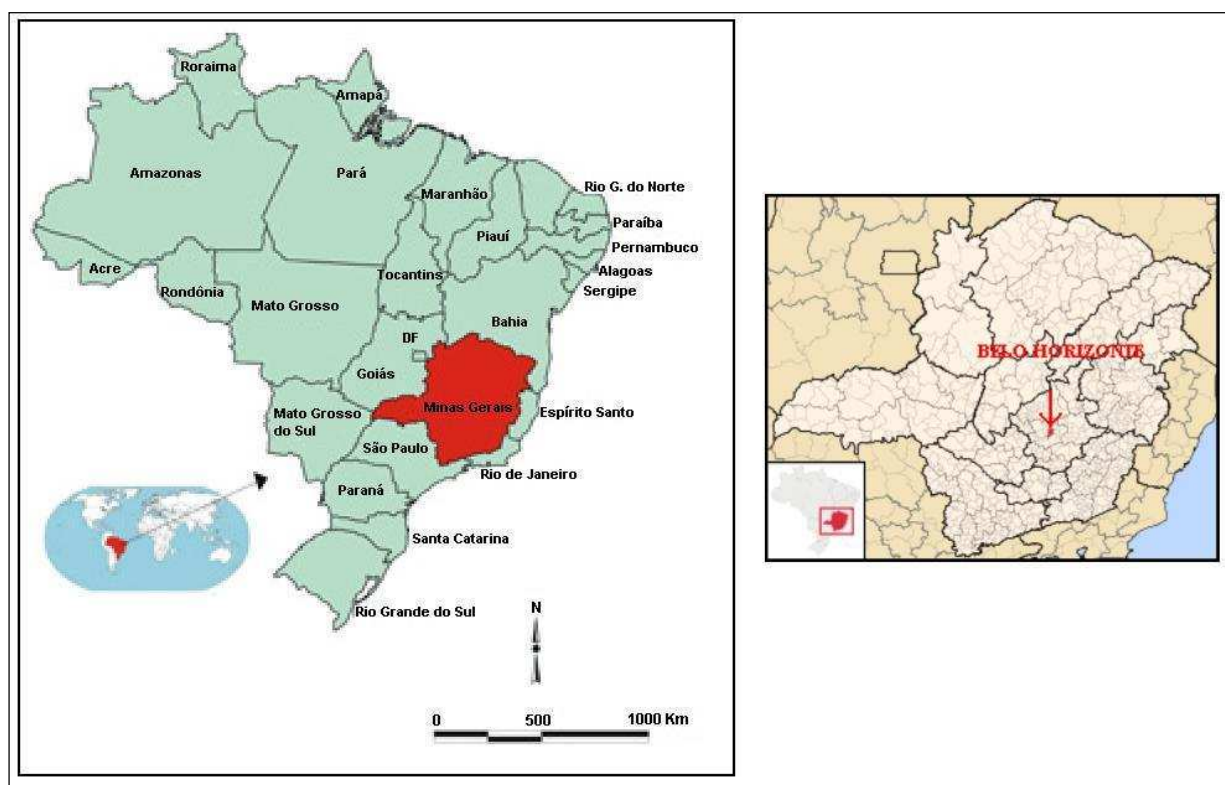 Roraima
Amapá
Amazonas
Pará
Maranhão
Rio G. do Norte
Paraíba
Piauí
Pernambuco
Acre
Tocantins
Alagoas
Rondônia
Sergipe
Mato Grosso
Bahia
DF
Goiás
Minas Gerais
Espírito Santo
Mato Grosso
do Sul
São Paulo
Rio de Janeiro
Paraná
Santa Catarina
Rio Grande do Sul
N
0 500 1000 Km
BELO HORIZONTE